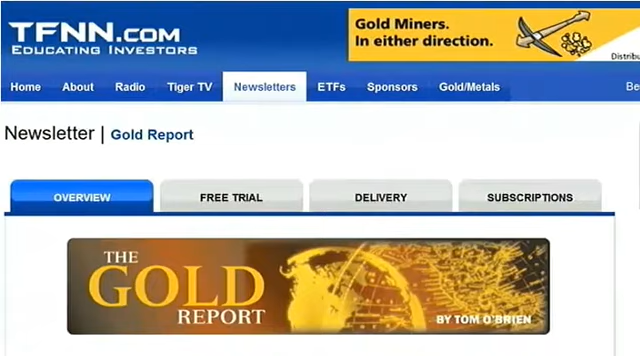 TFNN.COM
EDUCATING INVESTORS
Gold Miners.
In either direction.
Home About Radio Tiger TV Newsletters ETFs Sponsors Gold/Metals
Newsletter | Gold Report
OVERVIEW FREE TRIAL DELIVERY SUBSCRIPTIONS
THE
GOLD
REPORT
BY TOM O'BRIEN